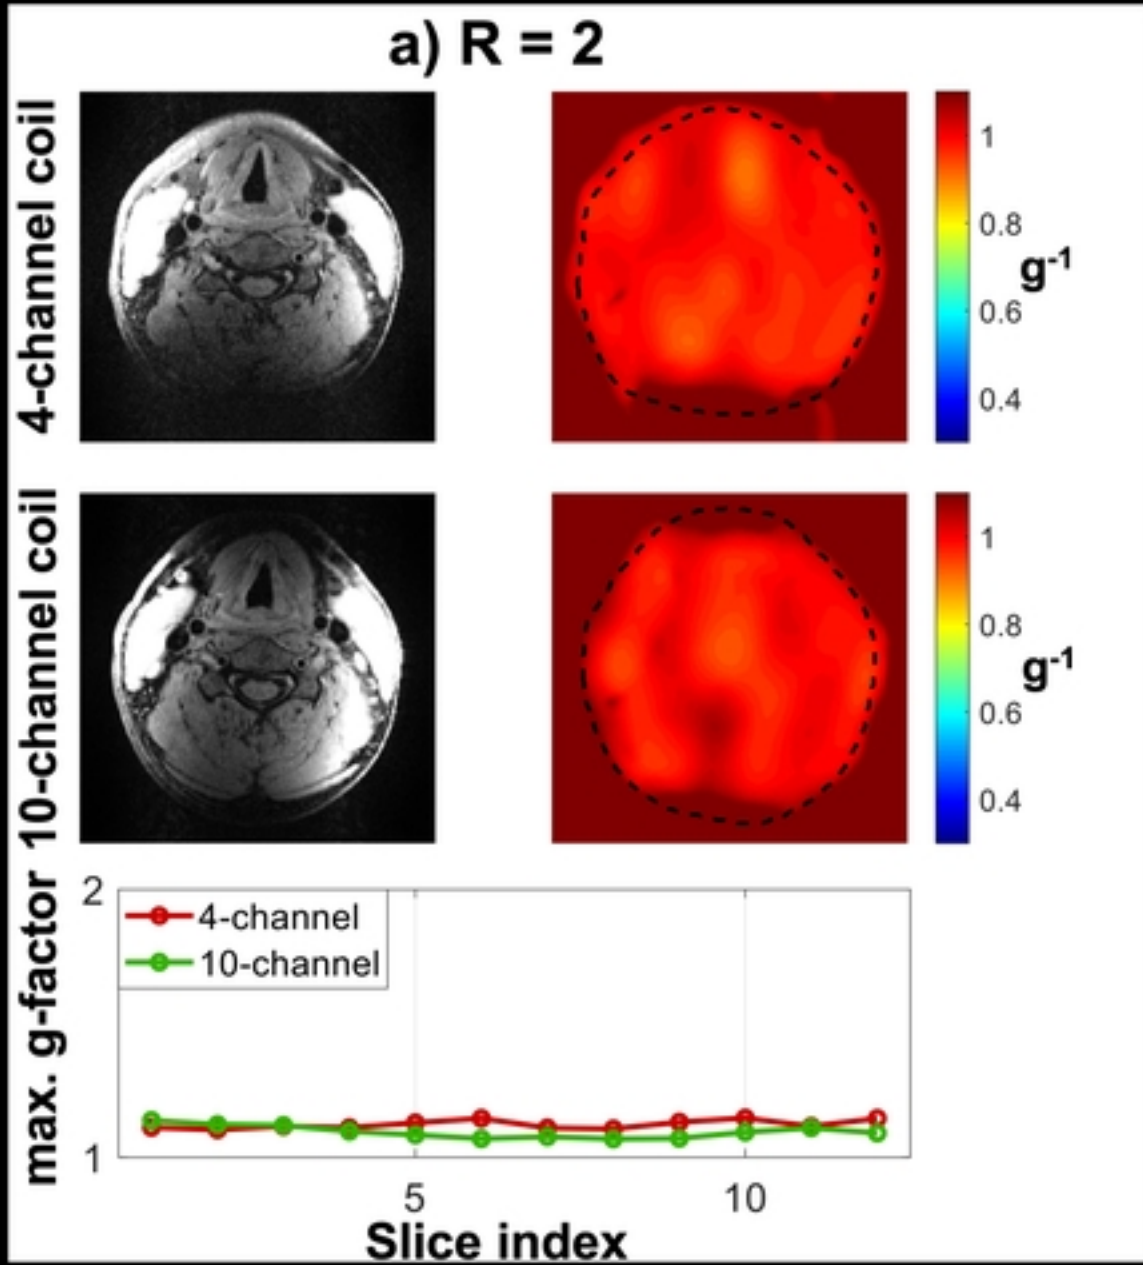 a) R = 2
4-channel coil
1
0.8
0.6
0.4
g-1
10-channel coil
1
0.8
0.6
0.4
g-1
max. g-factor
2
1
4-channel
10-channel
5
10
Slice index